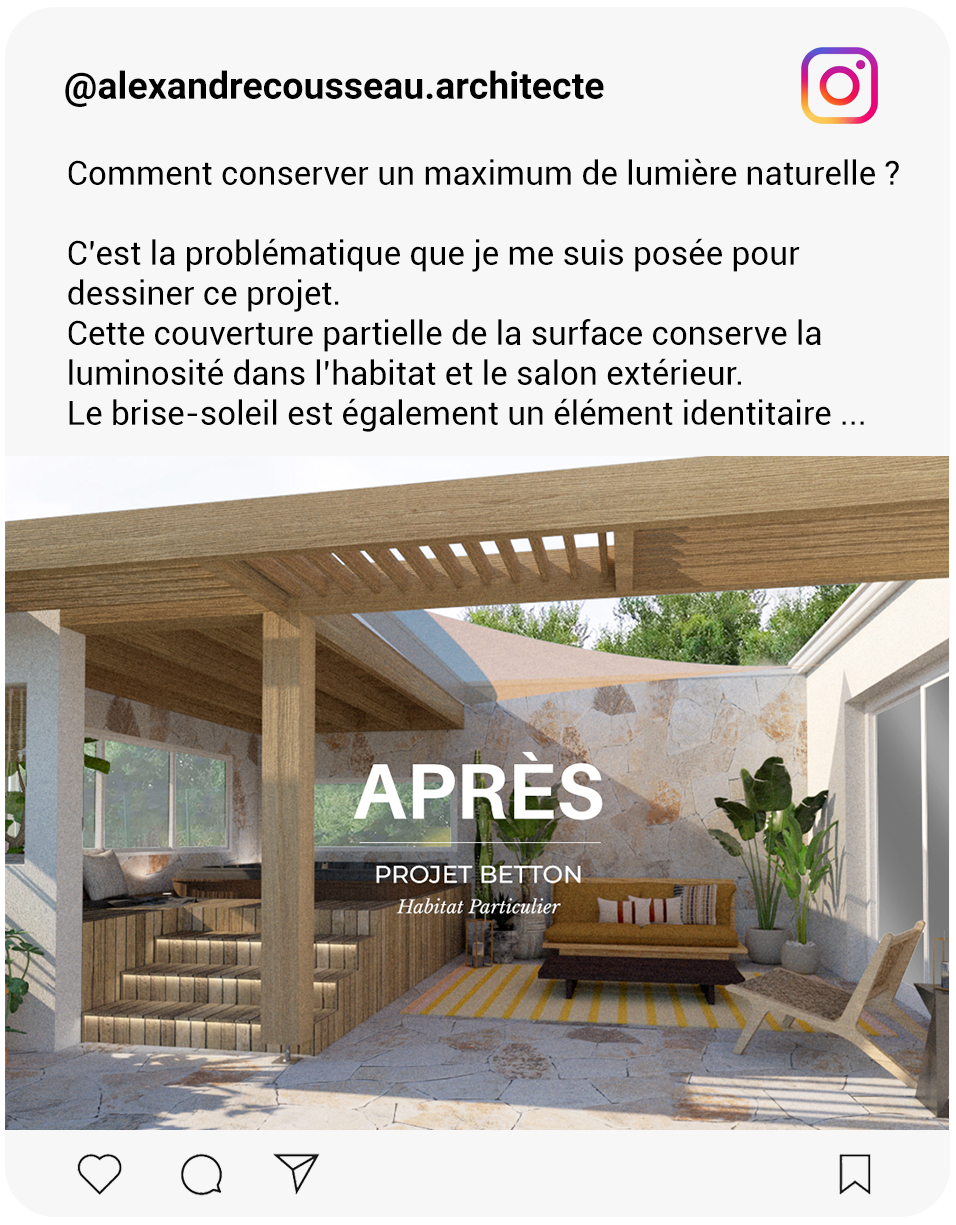 @alexandrecousseau.architecte
Comment conserver un maximum de lumière naturelle ?
C'est la problématique que je me suis posée pour
dessiner ce projet.
Cette couverture partielle de la surface conserve la
luminosité dans l'habitat et le salon extérieur.
Le brise-soleil est également un élément identitaire ...
APRÈS
PROJET BETTON
Habitat Particulier